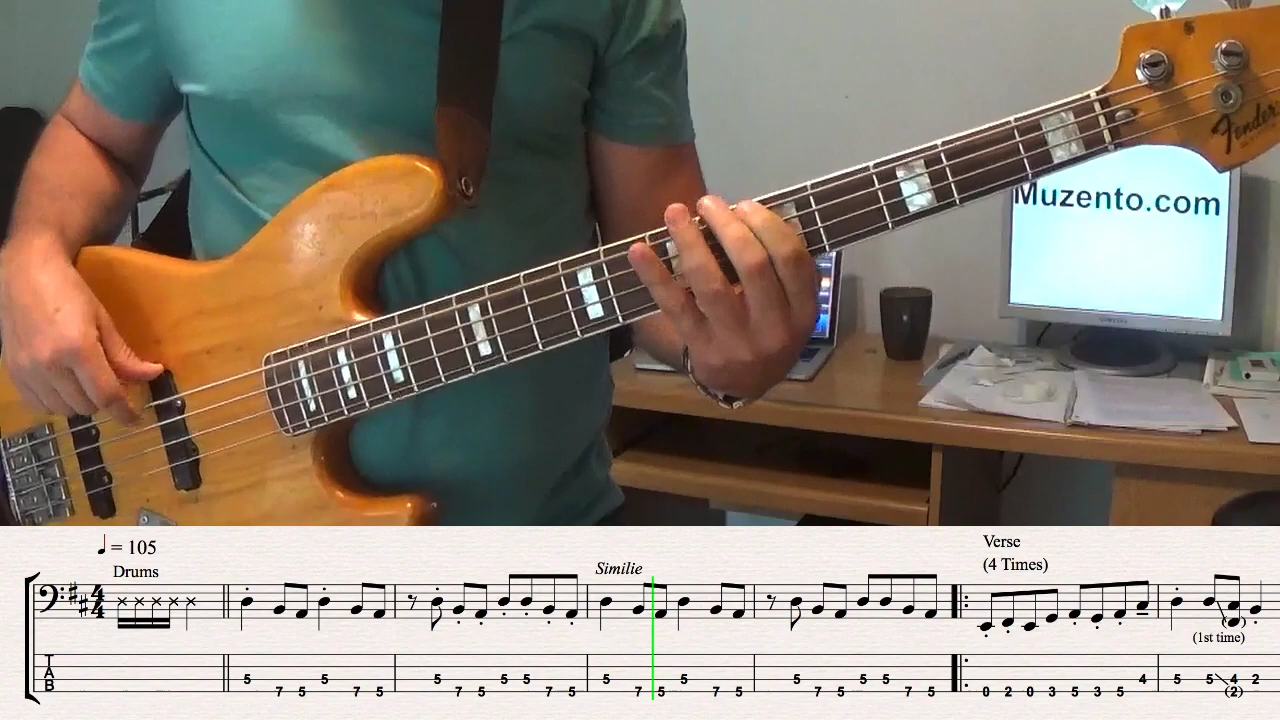 Fender
Muzento.com
♩ = 105
Drums
Similie
Verse
(4 Times)
4
4
(1st time)
5 7 5 5 7 5 5 7 5 5 5 7 5 5 7 5 5 7 5 5 7 5 5 5 7 5 0 2 0 3 5 3 5 4 5 5 4 2
(2)
T
A
B